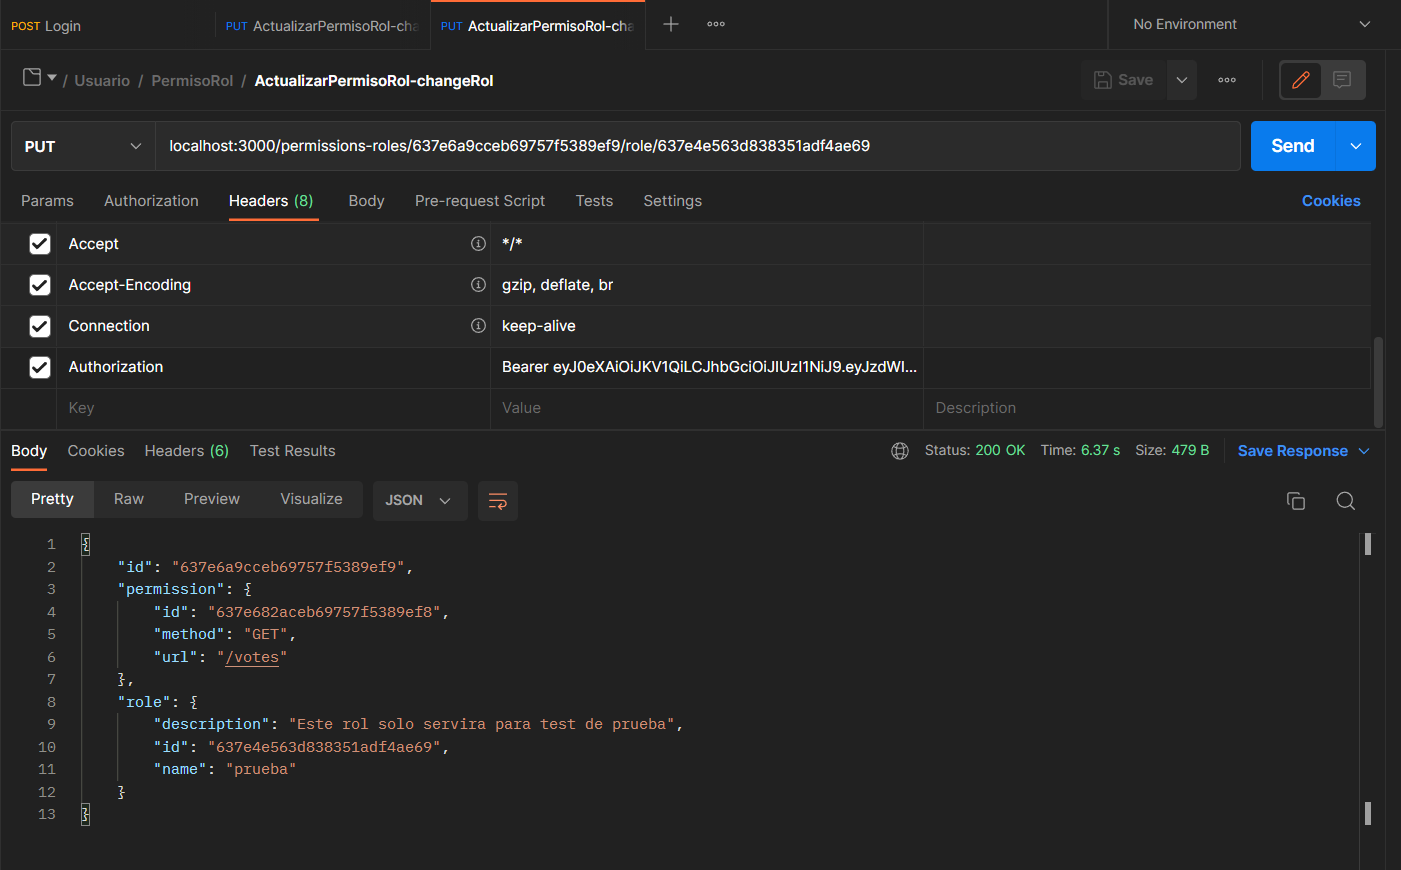 POST Login
PUT ActualizarPermisoRol-cha
PUT ActualizarPermisoRol-cha
No Environment
/ Usuario / PermisoRol / ActualizarPermisoRol-changeRol
Save
PUT
localhost:3000/permissions-roles/637e6a9cceb69757f5389ef9/role/637e4e563d838351adf4ae69
Send
Params Authorization Headers (8) Body Pre-request Script Tests Settings Cookies
Accept */*
Accept-Encoding gzip, deflate, br
Connection keep-alive
Authorization Bearer eyJ0eXAiOiJKV1QiLCJhbGciOiJIUzI1NiJ9.eyJzdWI...
Key Value Description
Body Cookies Headers (6) Test Results Status: 200 OK Time: 6.37 s Size: 479 B Save Response
Pretty Raw Preview Visualize JSON
1 {
2 "id": "637e6a9cceb69757f5389ef9",
3 "permission": {
4 "id": "637e682aceb69757f5389ef8",
5 "method": "GET",
6 "url": "/votes"
7 },
8 "role": {
9 "description": "Este rol solo servira para test de prueba",
10 "id": "637e4e563d838351adf4ae69",
11 "name": "prueba"
12 }
13 }